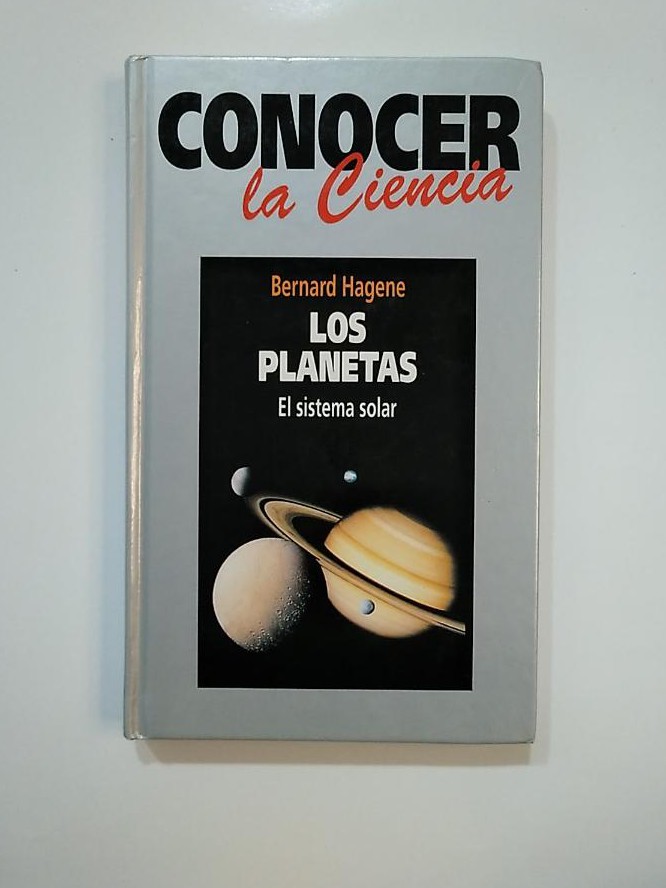 CONOCER
la Ciencia
Bernard Hagene
LOS
PLANETAS
El sistema solar